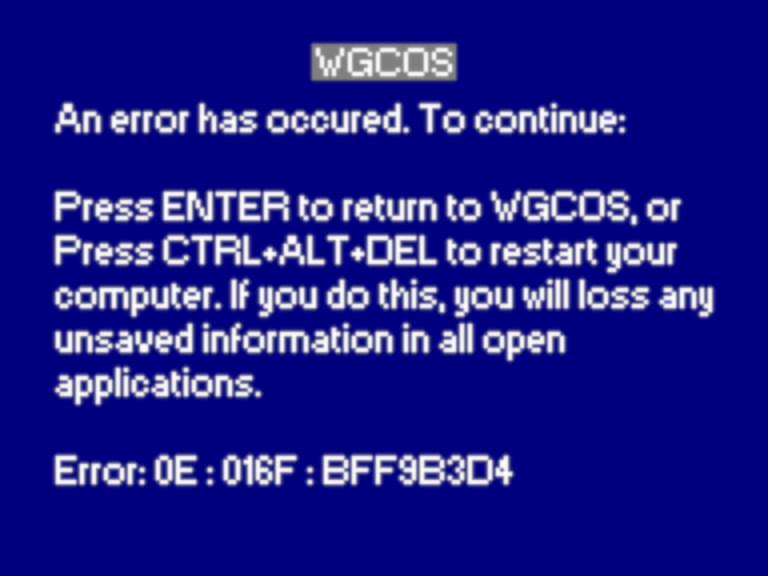 WGCOS
An error has occured. To continue:
Press ENTER to return to WGCOS, or
Press CTRL+ALT+DEL to restart your
computer. If you do this, you will loss any
unsaved information in all open
applications.
Error: 0E : 016F : BFF9B3D4